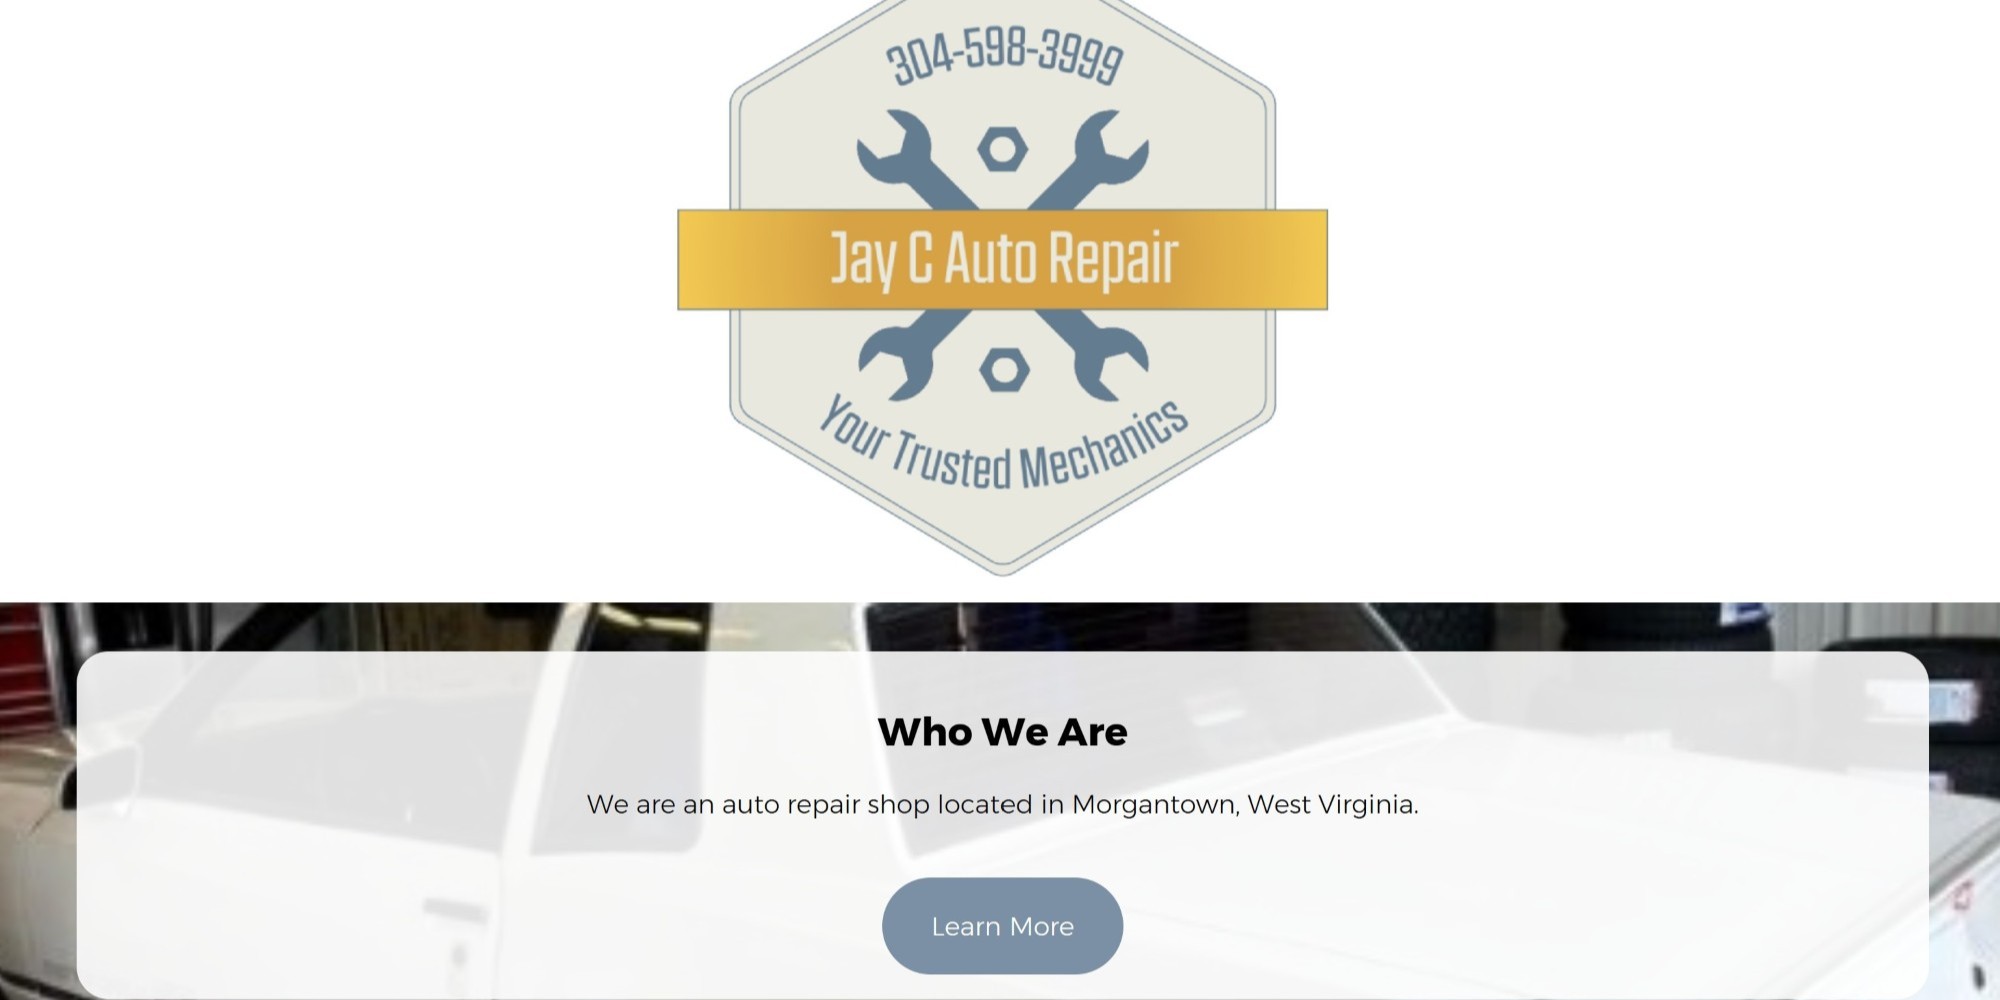 304-598-3999
Jay C Auto Repair
Your Trusted Mechanics
Who We Are
We are an auto repair shop located in Morgantown, West Virginia.
Learn More